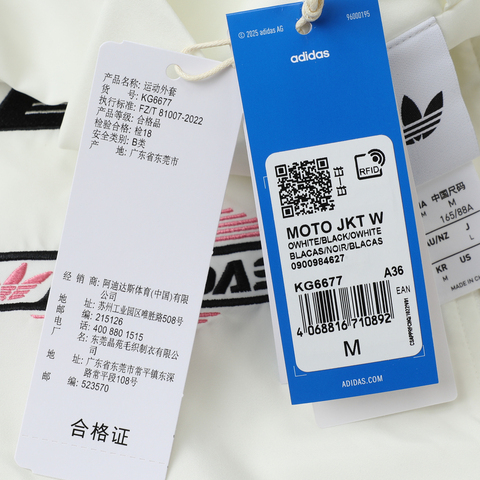 产品名称: 运动外套
货 号: KG6677
执行标准: FZ/T 81007-2022
产品等级: 合格品
检验合格: 检18
安全类别: B类
产 地: 广东省东莞市
经 销 商: 阿迪达斯体育(中国)有限
公司
地 址: 苏州工业园区唯胜路508号
邮 编: 215126
电 话: 400 880 1515
厂 名: 东莞晶苑毛织制衣有限公司
地 址: 广东省东莞市常平镇东深
路常平段108号
邮 编: 523570
合格证
© 2025 adidas AG
96000195
adidas
RFID
MOTO JKT W
OWHITE/BLACK/OWHITE
BLACAS/NOIR/BLACAS
0900984627
KG6677 A36
EAN
4 068816 710892
M
ADIDAS.COM
中国尺码
M
165/88A
AU/NZ J
L
KR US
M